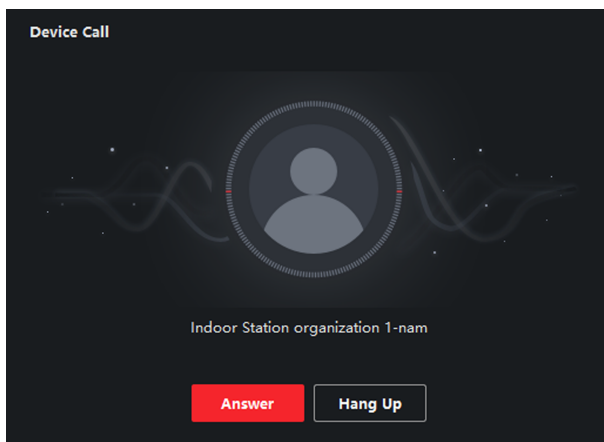 Device Call
Indoor Station organization 1-nam
Answer
Hang Up